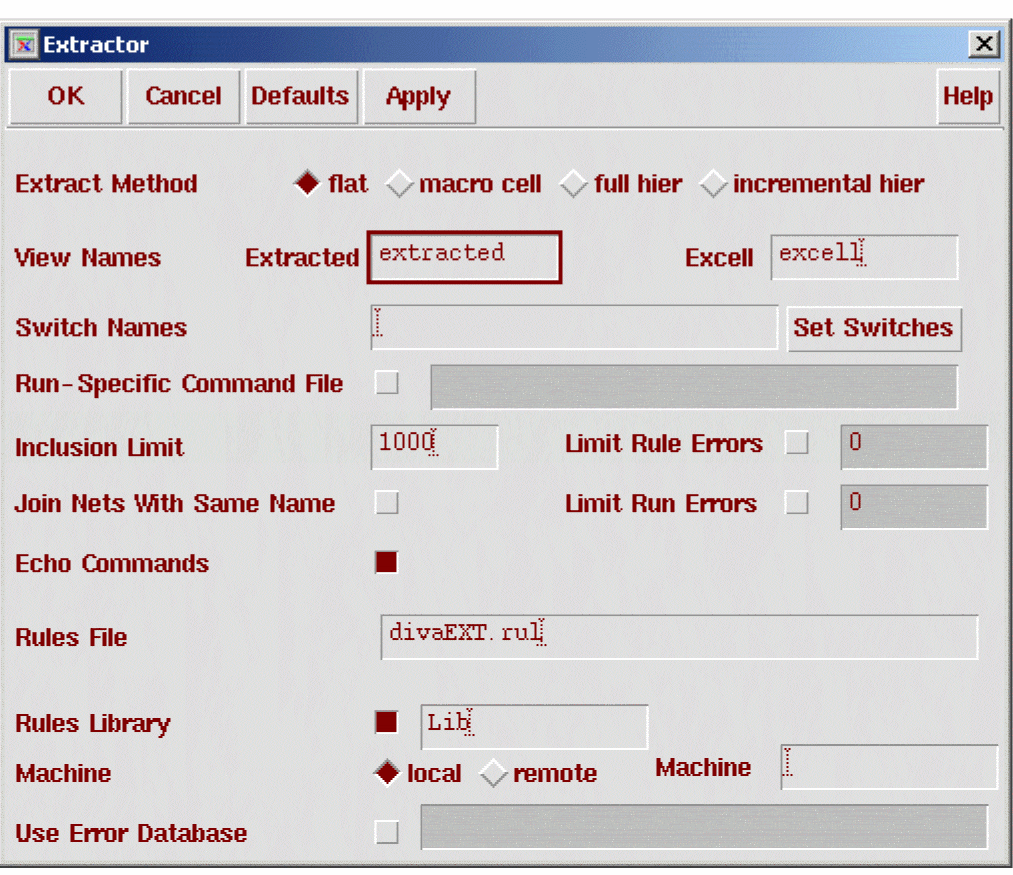 Extractor
OK Cancel Defaults Apply Help
Extract Method flat macro cell full hier incremental hier
View Names Extracted extracted Excell excell
Switch Names Set Switches
Run-Specific Command File
Inclusion Limit 1000 Limit Rule Errors 0
Join Nets With Same Name Limit Run Errors 0
Echo Commands
Rules File divaEXT.rul
Rules Library Lib
Machine local remote Machine
Use Error Database